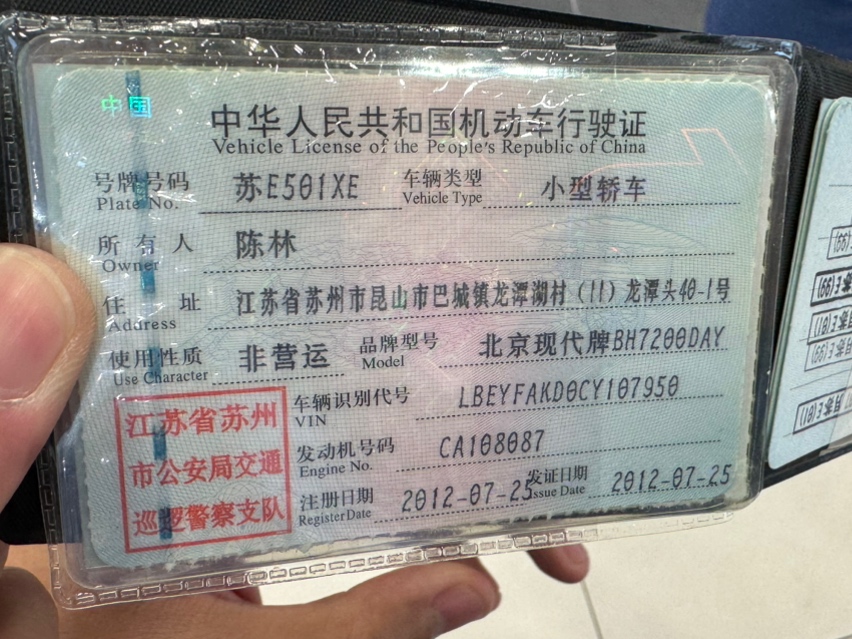 中国
中华人民共和国机动车行驶证
Vehicle License of the People's Republic of China
号牌号码 苏E501XE 车辆类型 小型轿车
Plate No. Vehicle Type
所有人 陈林
Owner
住址 江苏省苏州市昆山市巴城镇龙潭湖村（11）龙潭头40-1号
Address
使用性质 非营运 品牌型号 北京现代牌BH7200DAY
Use Character Model
江苏省苏州
市公安局交通
巡逻警察支队
车辆识别代号 LBEYFAKD0CY107950
VIN
发动机号码 CA108087
Engine No.
注册日期 2012-07-25 发证日期 2012-07-25
Register Date Issue Date